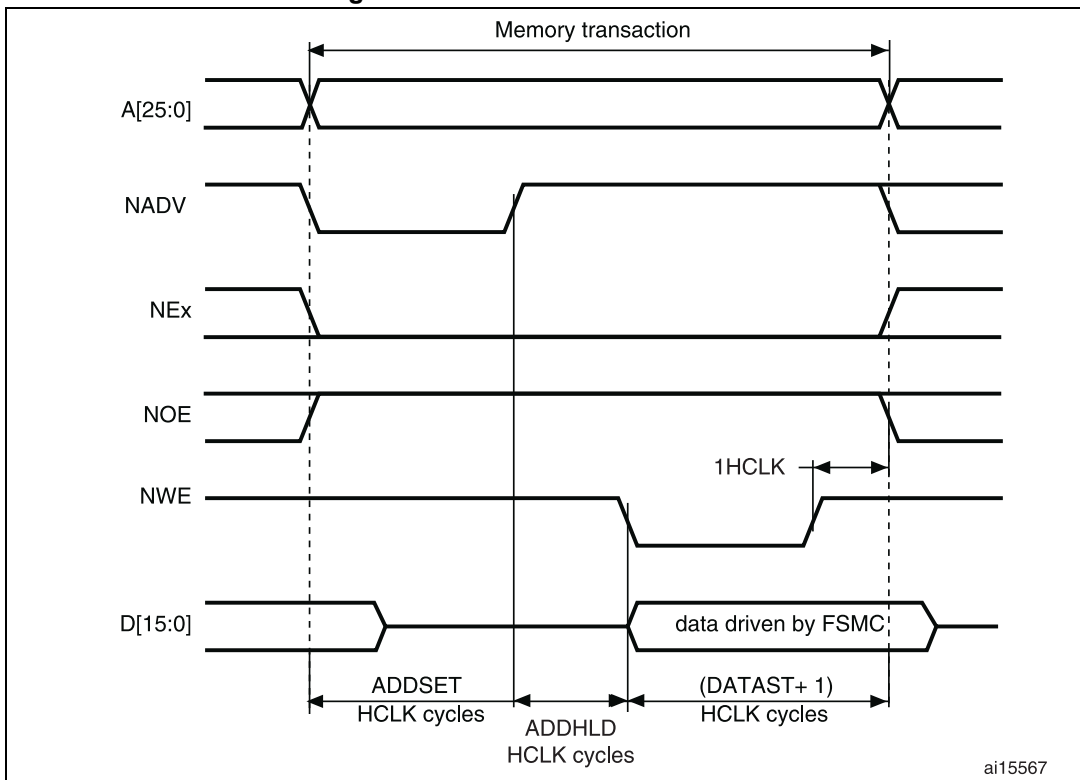 Memory transaction
A[25:0]
NADV
NEx
NOE
1HCLK
NWE
D[15:0]
data driven by FSMC
ADDSET
HCLK cycles
ADDHLD
HCLK cycles
(DATAST+ 1)
HCLK cycles
ai15567